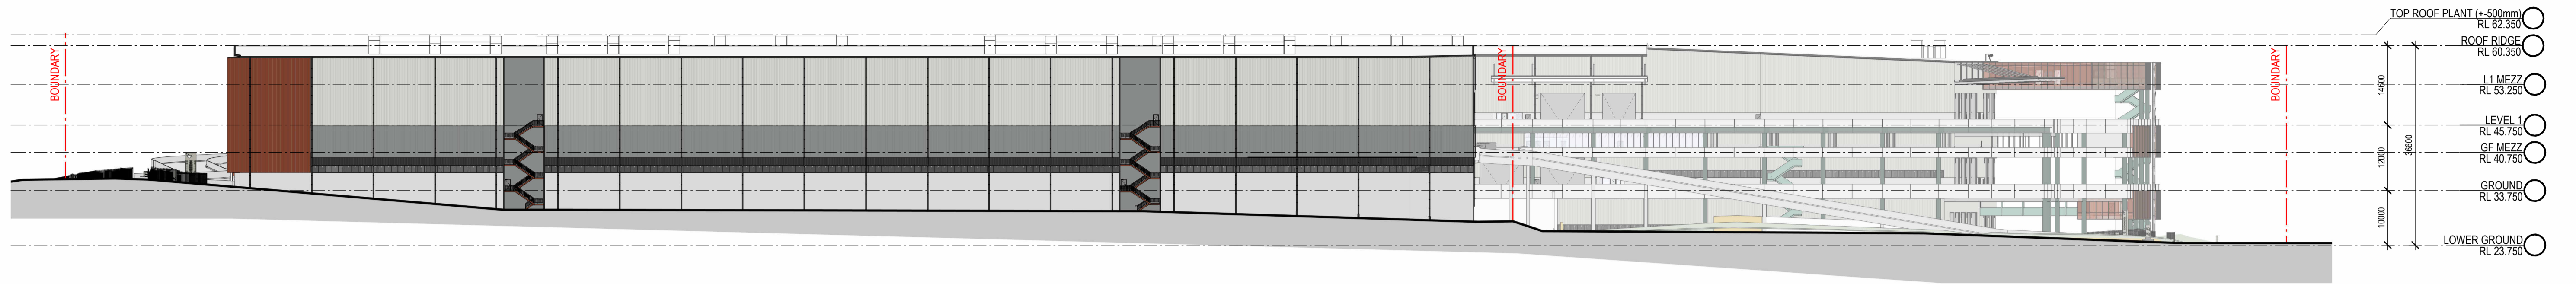 TOP ROOF PLANT (+-500mm)
RL 62.350
ROOF RIDGE
RL 60.350
L1 MEZZ
RL 53.250
LEVEL 1
RL 45.750
GF MEZZ
RL 40.750
GROUND
RL 33.750
LOWER GROUND
RL 23.750
14600
12000
10000
36600
BOUNDARY
BOUNDARY
BOUNDARY